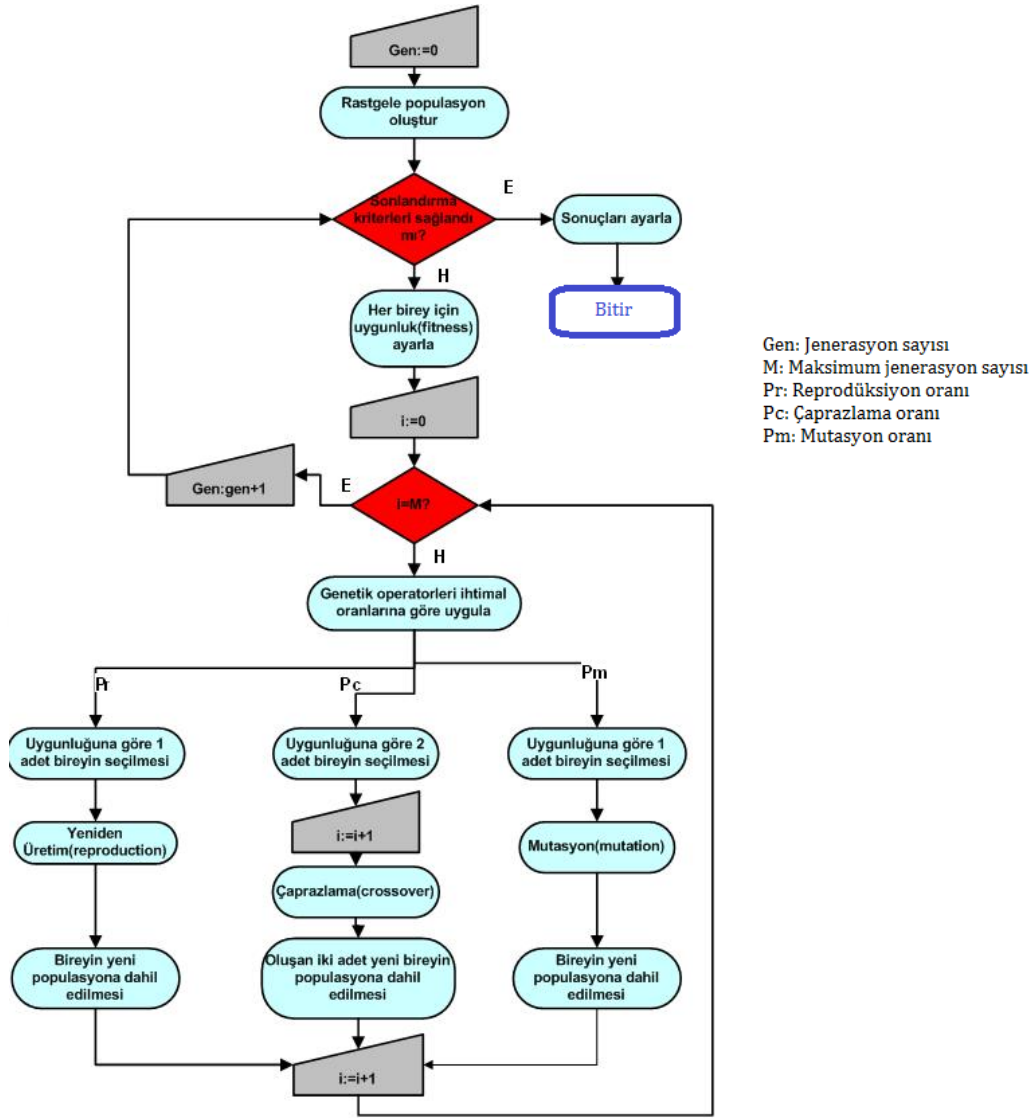 Gen:=0
Rastgele populasyon
oluştur
Sonlandırma
kriterleri sağlandı
mı?
E
Sonuçları ayarla
Bitir
H
Her birey için
uygunluk(fitness)
ayarla
Gen: Jenerasyon sayısı
M: Maksimum jenerasyon sayısı
Pr: Reprodüksiyon oranı
Pc: Çaprazlama oranı
Pm: Mutasyon oranı
i:=0
Gen:gen+1
E
i=M?
H
Genetik operatorleri ihtimal
oranlarına göre uygula
Pr
Pc
Pm
Uygunluğuna göre 1
adet bireyin seçilmesi
Uygunluğuna göre 2
adet bireyin seçilmesi
Uygunluğuna göre 1
adet bireyin seçilmesi
Yeniden
Üretim(reproduction)
i:=i+1
Mutasyon(mutation)
Çaprazlama(crossover)
Bireyin yeni
populasyona dahil
edilmesi
Oluşan iki adet yeni bireyin
populasyona dahil
edilmesi
Bireyin yeni
populasyona dahil
edilmesi
i:=i+1